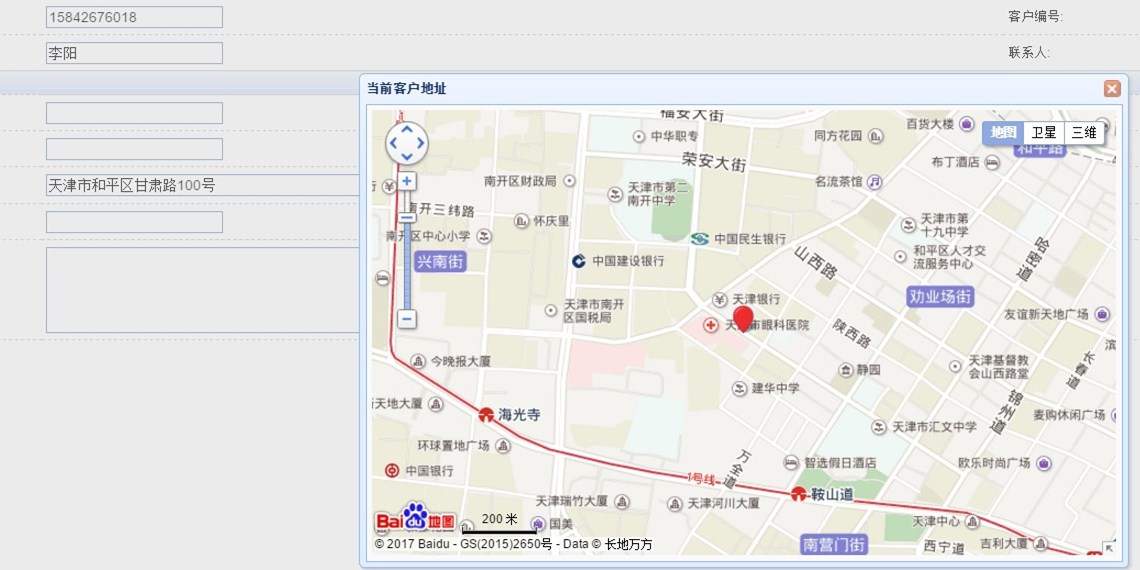 15842676018
客户编号:
李阳
联系人:
当前客户地址
福安大街
中华职专
同方花园
百货大楼
地图
卫星
三维
和平路
荣安大街
布丁酒店
南开区财政局
天津市第二
南开中学
名流茶馆
天津市和平区甘肃路100号
南开三纬路
怀庆里
天津市第
十九中学
南开区中心小学
中国民生银行
哈密道
和平区人才交
流服务中心
兴南街
中国建设银行
山西路
劝业场街
天津市南开
区国税局
天津银行
天津市眼科医院
友谊新天地广场
陕西路
滨
今晚报大厦
静园
天津基督教
会山西路堂
长春道
建华中学
锦州道
新天地大厦
海光寺
麦购休闲广场
天津市汇文中学
环球置地广场
万全道
中国银行
智选假日酒店
欧乐时尚广场
1号线
鞍山道
天津瑞竹大厦
天津河川大厦
Bai du 地图
200 米
国美
天津中心
南营门街
西宁道
吉利大厦
© 2017 Baidu - GS(2015)2650号 - Data © 长地万方